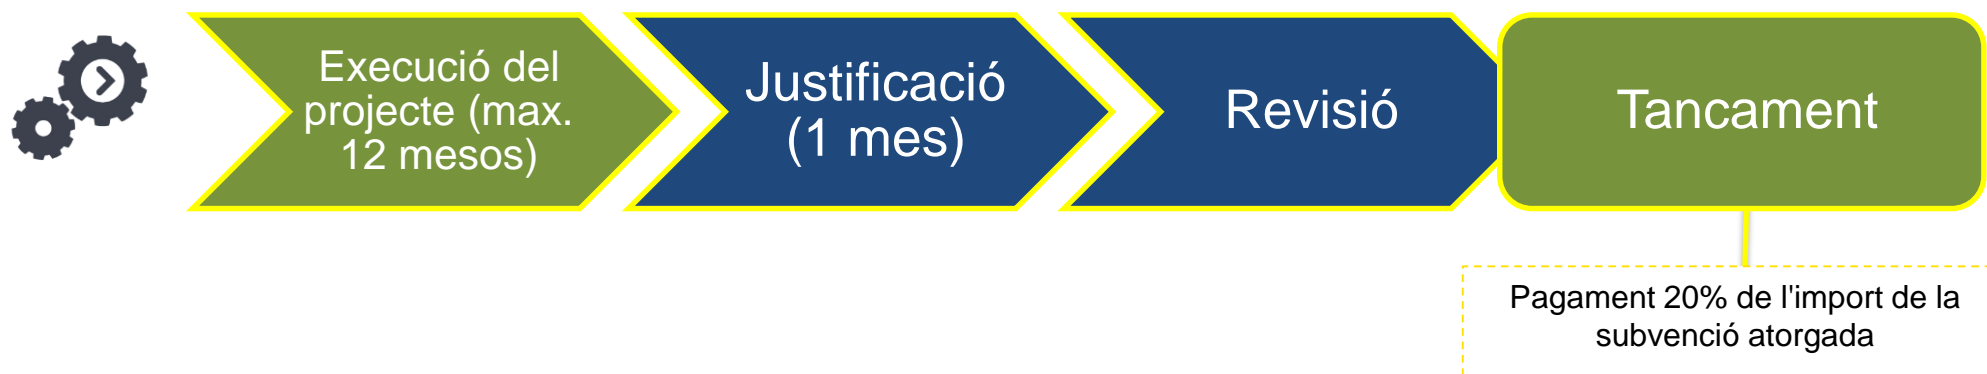 Execució del
projecte (max.
12 mesos)
Justificació
(1 mes)
Revisió
Tancament
Pagament 20% de l'import de la
subvenció atorgada